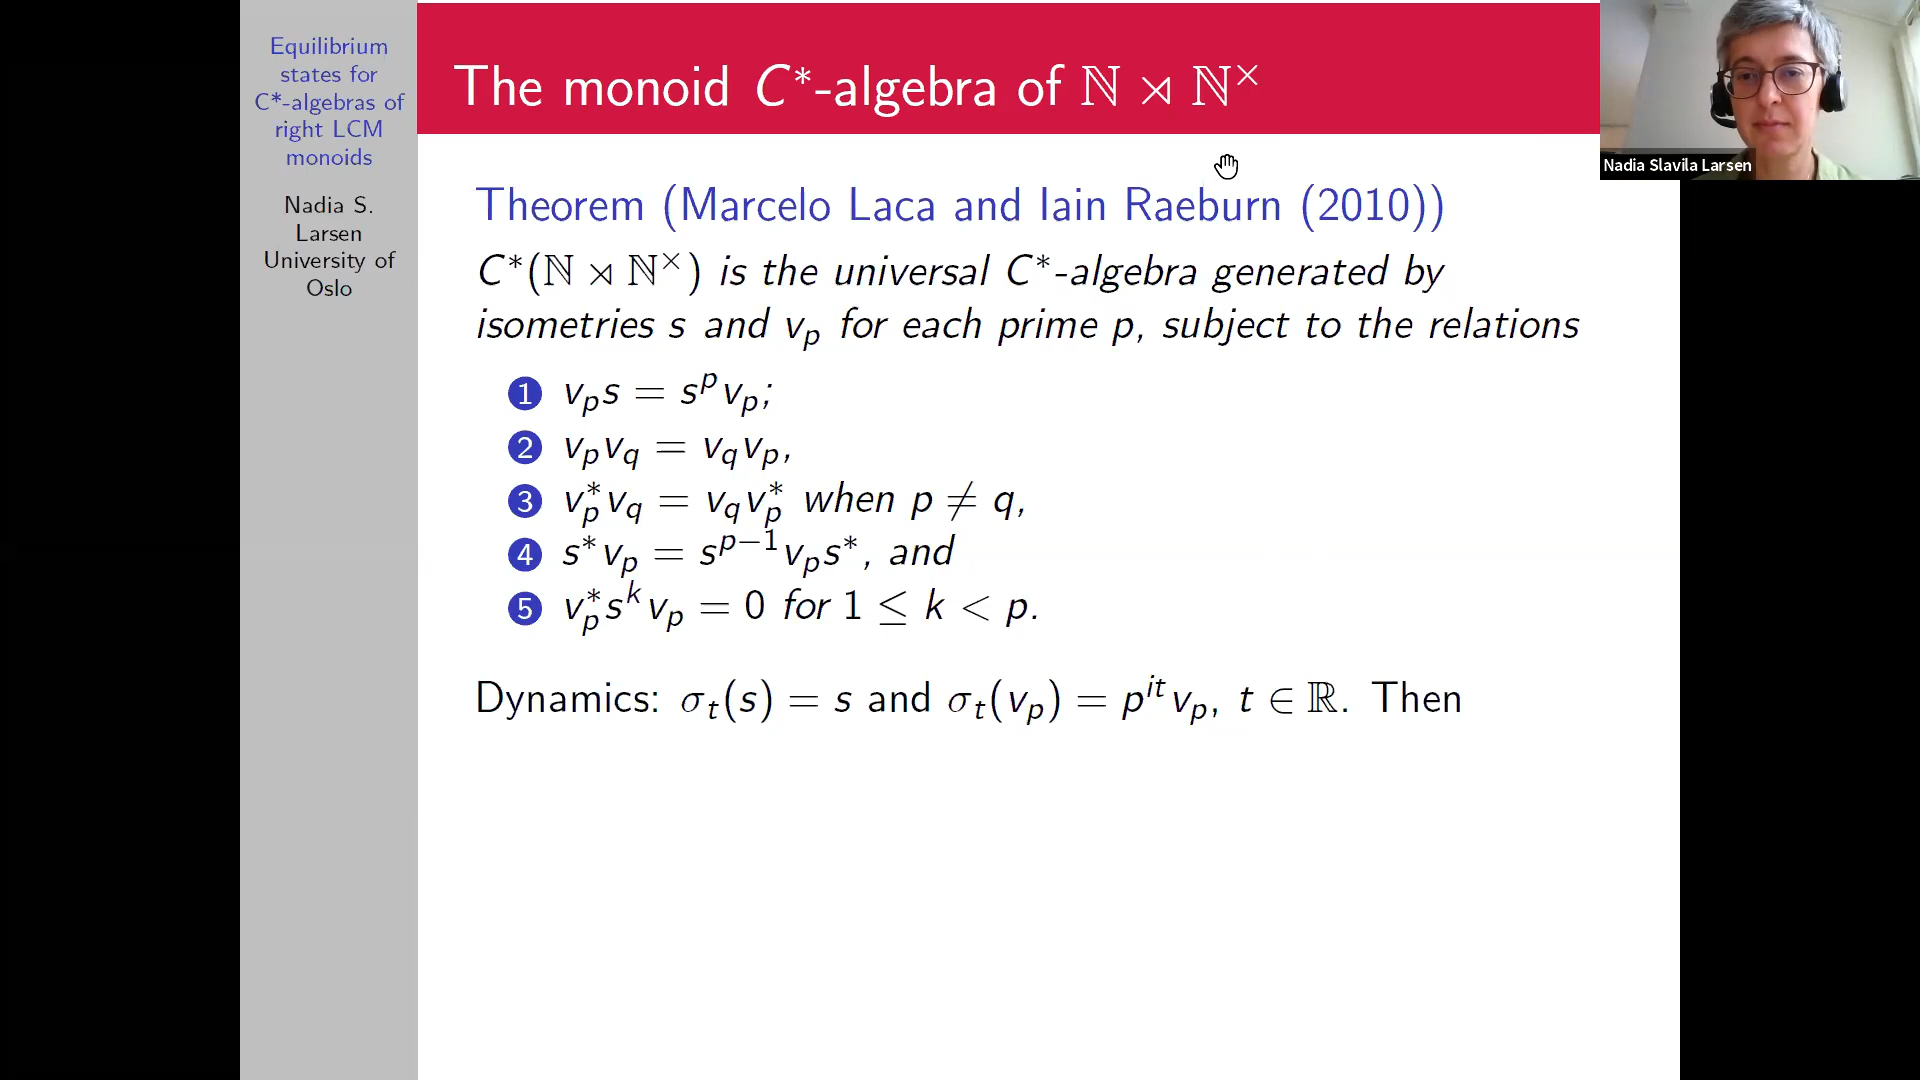 Equilibrium
states for
C*-algebras of
right LCM
monoids
Nadia S.
Larsen
University of
Oslo
The monoid C*-algebra of ℕ ⋊ ℕ×
Theorem (Marcelo Laca and Iain Raeburn (2010))
C*(ℕ ⋊ ℕ×) is the universal C*-algebra generated by
isometries s and v_p for each prime p, subject to the relations
1 v_p s = s^p v_p;
2 v_p v_q = v_q v_p,
3 v_p^* v_q = v_q v_p^* when p ≠ q,
4 s^* v_p = s^{p−1} v_p s^*, and
5 v_p^* s^k v_p = 0 for 1 ≤ k < p.
Dynamics: σ_t(s) = s and σ_t(v_p) = p^{it} v_p, t ∈ ℝ. Then
Nadia Slavila Larsen